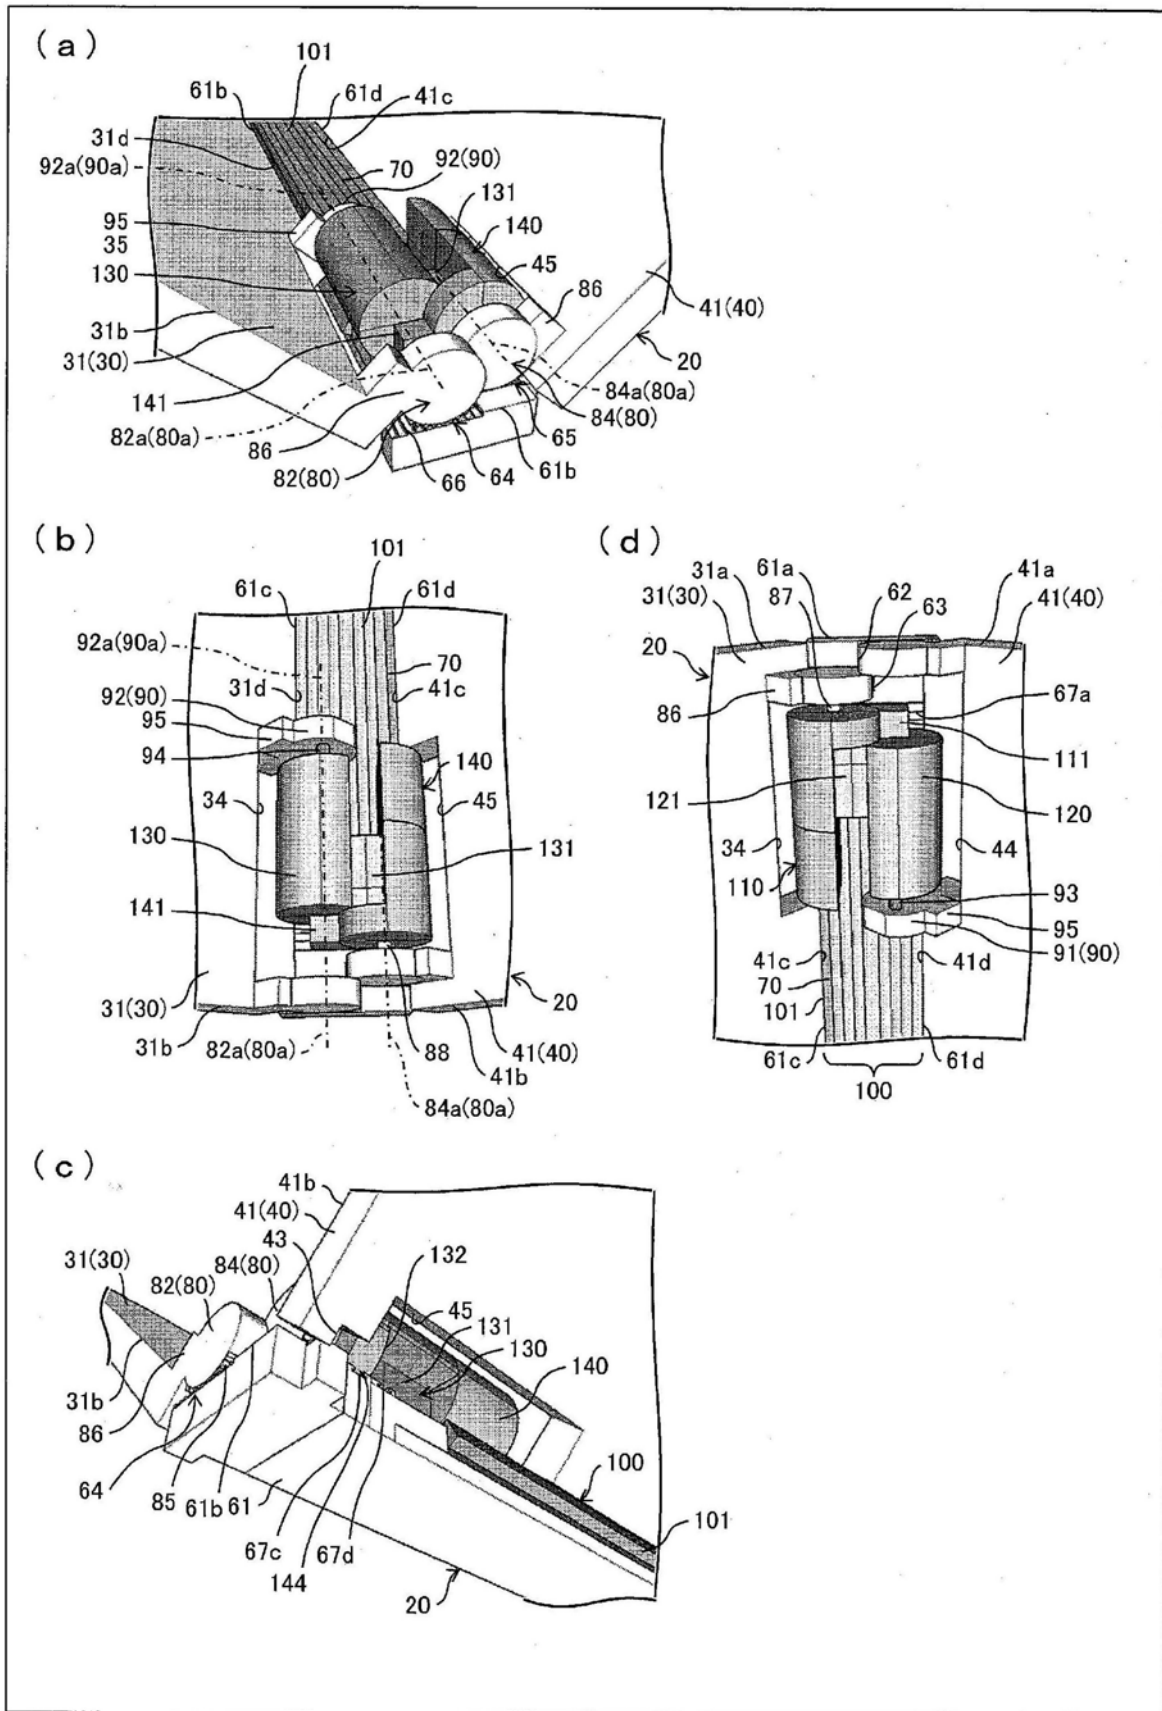 (a)
101
61b
61d
41c
31d
92a(90a)
70
92(90)
131
95
35
140
45
130
86
31b
41(40)
31(30)
20
141
84a(80a)
82a(80a)
84(80)
86
65
61b
82(80)
66
64
(b)
101
61c
61d
92a(90a)
70
31d
41c
92(90)
95
94
140
34
45
130
131
141
20
31(30)
31b
82a(80a)
88
41(40)
41b
84a(80a)
(d)
61a
31a
62
41a
31(30)
87
63
41(40)
20
67a
86
111
121
120
34
44
110
93
95
41c
91(90)
70
41d
101
61c
61d
100
(c)
41b
41(40)
43
31(30)
84(80)
132
82(80)
45
131
130
140
31b
86
64
100
85
61b
61
101
67c
67d
144
20